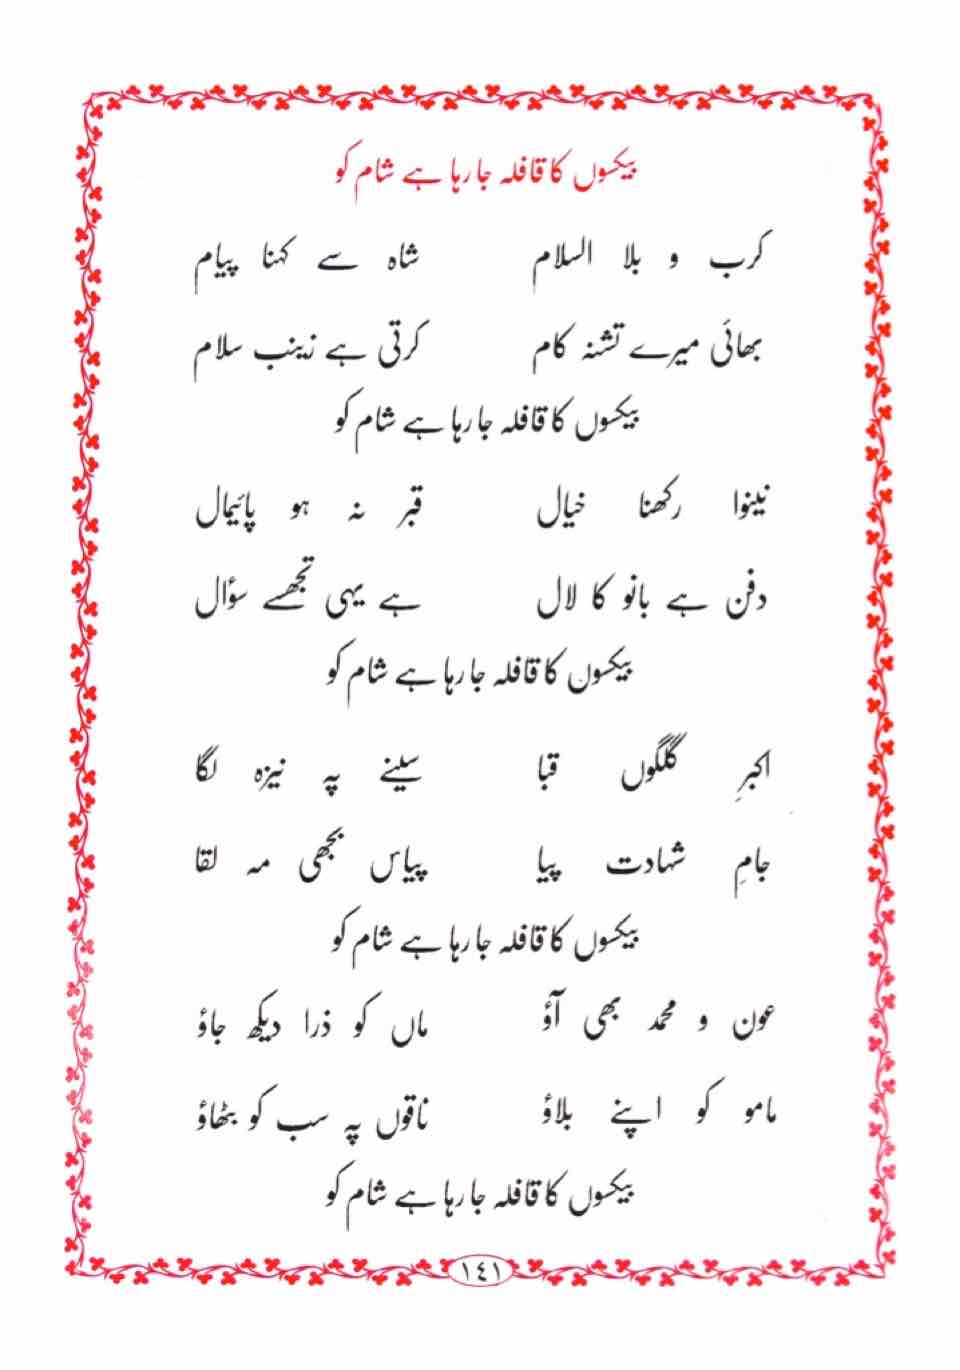 بیکسوں کا قافلہ جا رہا ہے شام کو
کرب و بلا السلام شاہ سے کہنا پیام
بھائی میرے تشنہ کام کرتی ہے زینب سلام
بیکسوں کا قافلہ جا رہا ہے شام کو
نینوا رکھنا خیال قبر نہ ہو پائیمال
دفن ہے بانو کا لال ہے یہی تجھسے سؤال
بیکسوں کا قافلہ جا رہا ہے شام کو
اکبرِ گلگوں قبا سینے پہ نیزہ لگا
جامِ شہادت پیا پیاس بجھی مہ لقا
بیکسوں کا قافلہ جا رہا ہے شام کو
عون و محمد بھی آؤ ماں کو ذرا دیکھ جاؤ
مامو کو اپنے بلاؤ ناقوں پہ سب کو بٹھاؤ
بیکسوں کا قافلہ جا رہا ہے شام کو
١٤١